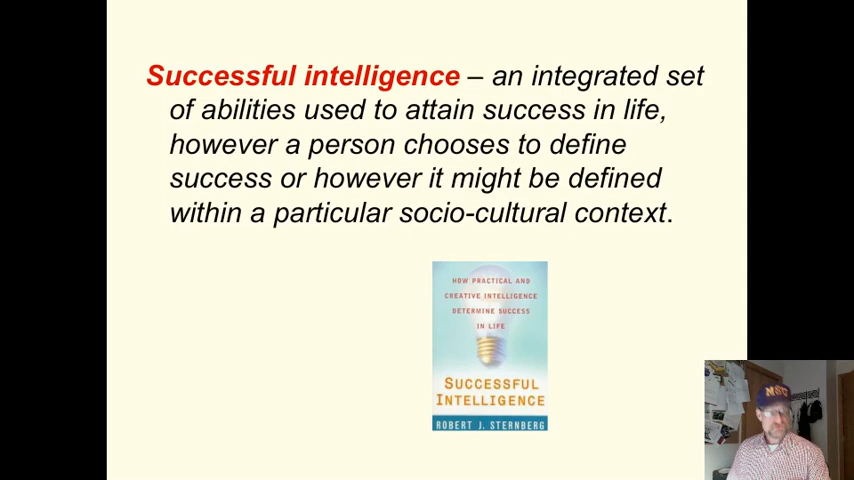 Successful intelligence – an integrated set
of abilities used to attain success in life,
however a person chooses to define
success or however it might be defined
within a particular socio-cultural context.
HOW PRACTICAL AND
CREATIVE INTELLIGENCE
DETERMINE SUCCESS
IN LIFE
SUCCESSFUL
INTELLIGENCE
ROBERT J. STERNBERG